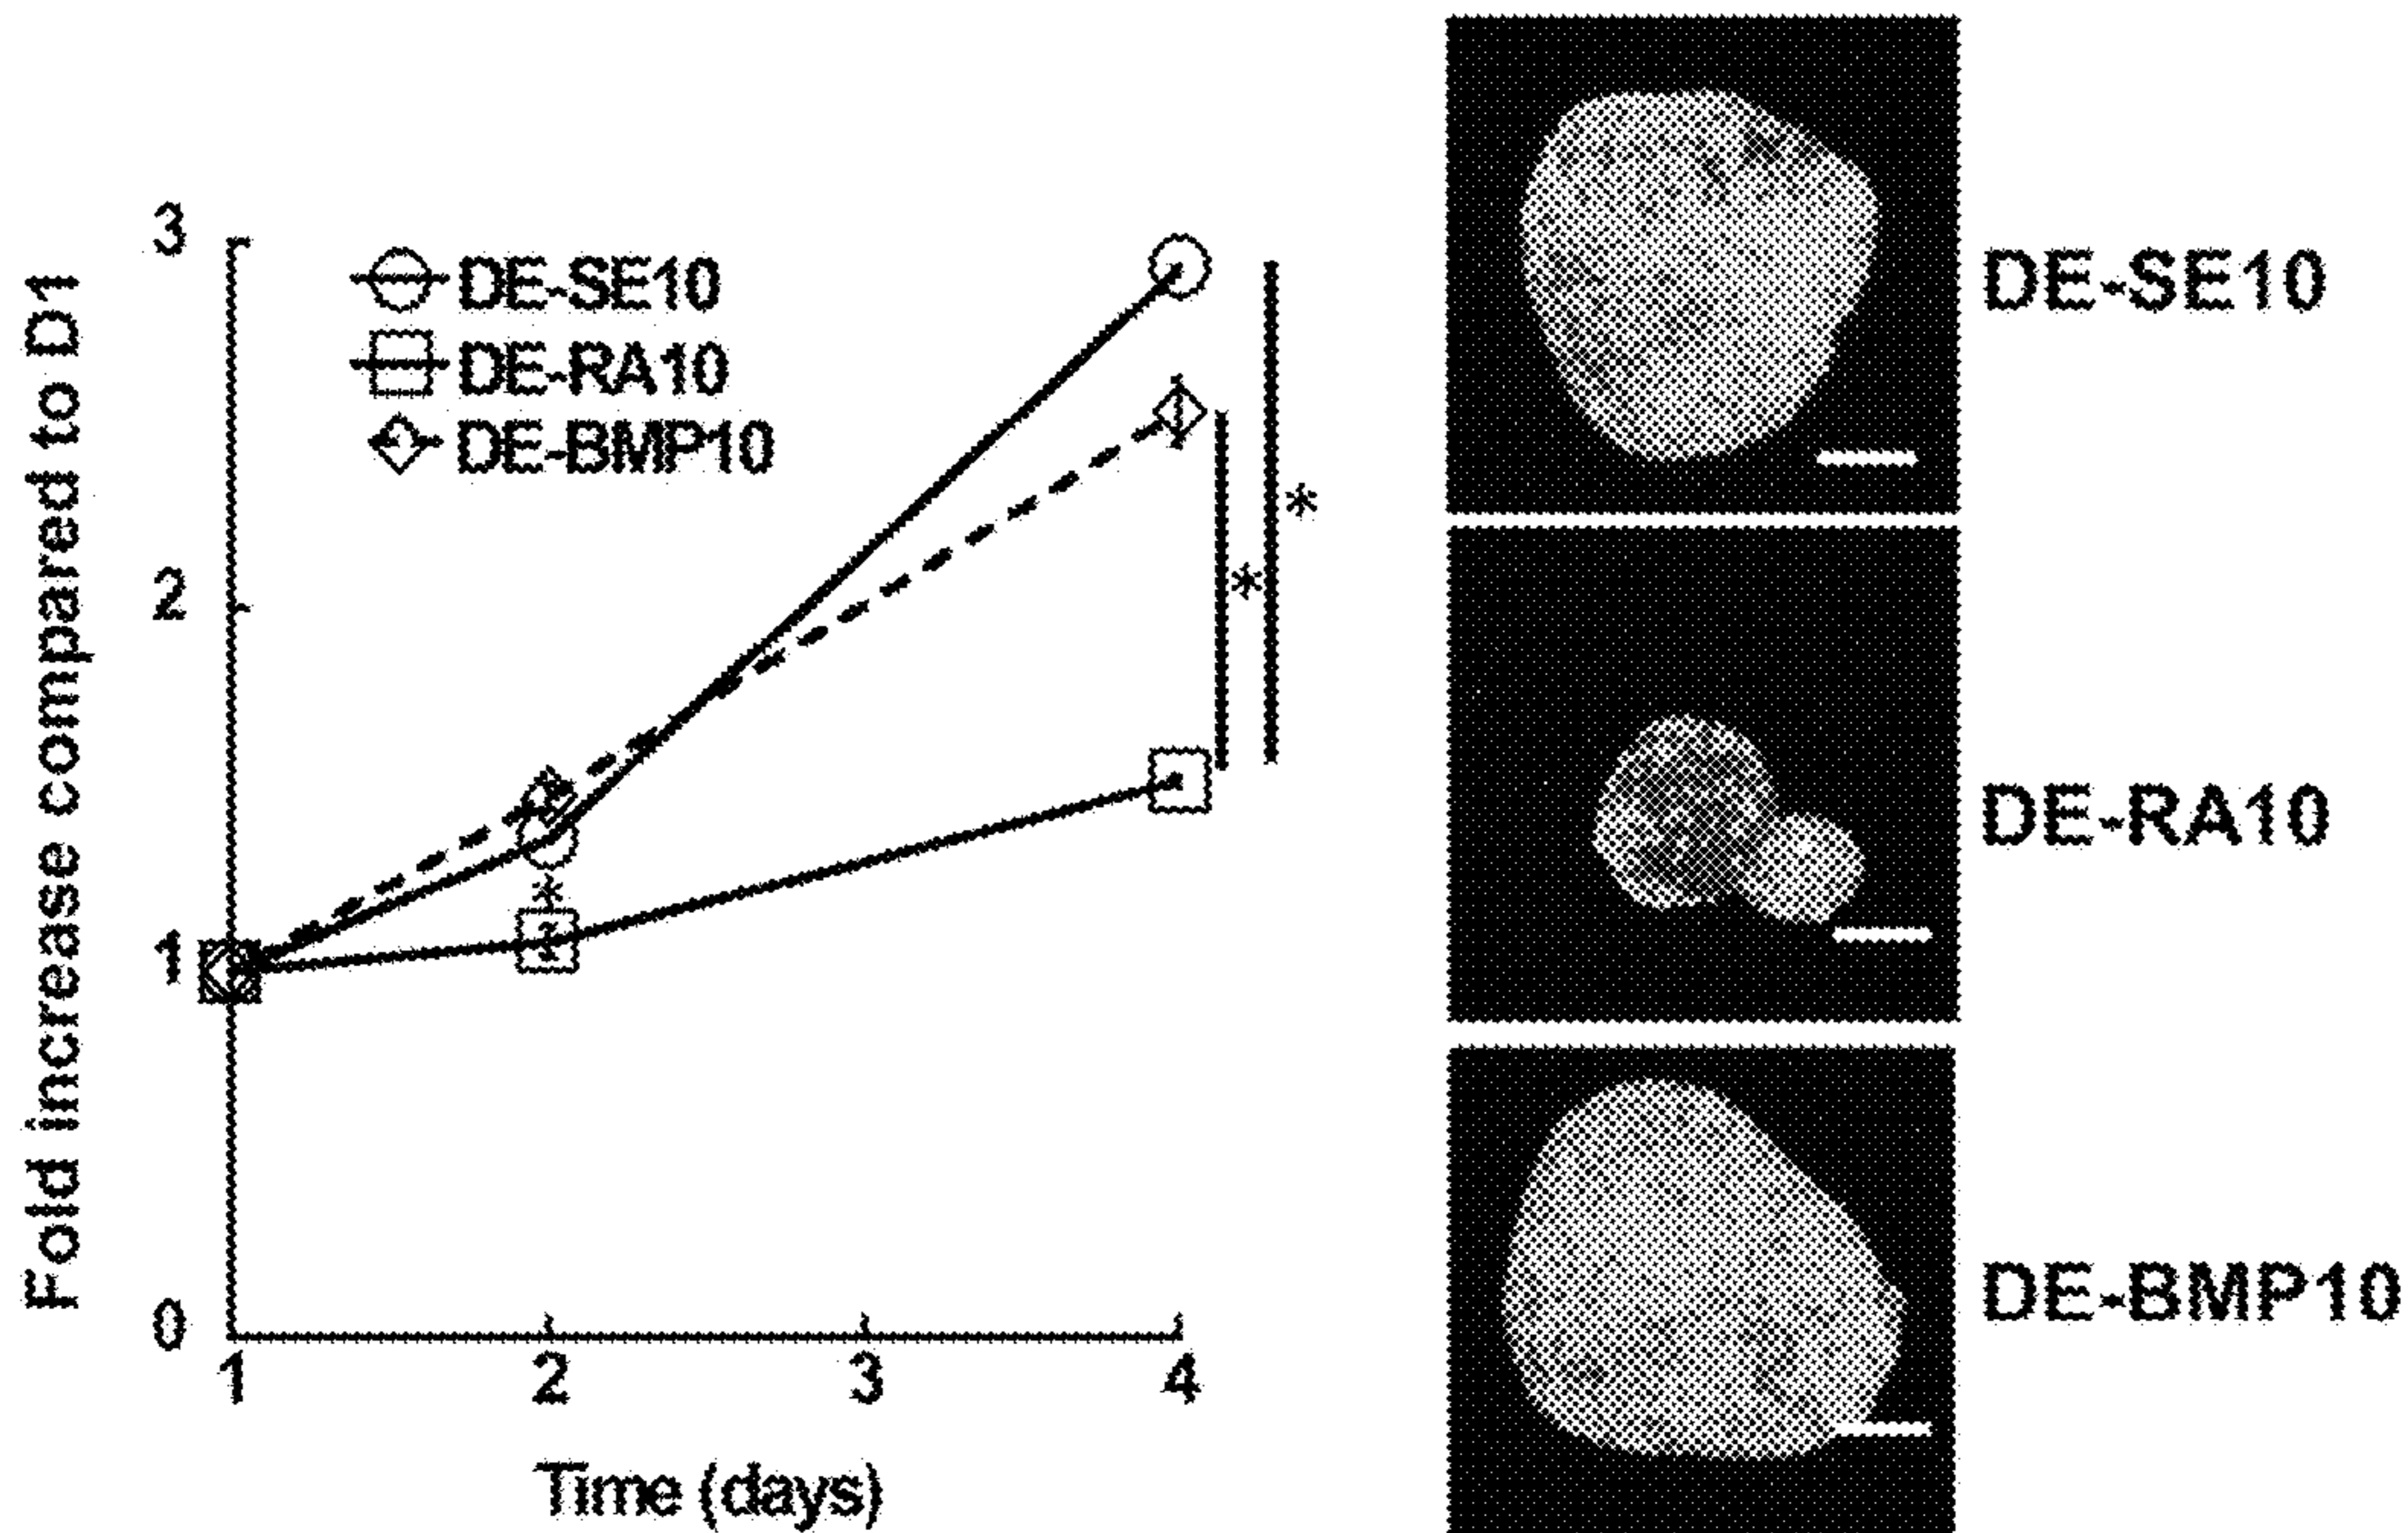 Fold increase compared to D1
3
2
1
0
DE-SE10
DE-RA10
DE-BMP10
*
*
*
1 2 3 4
Time (days)
DE-SE10
DE-RA10
DE-BMP10